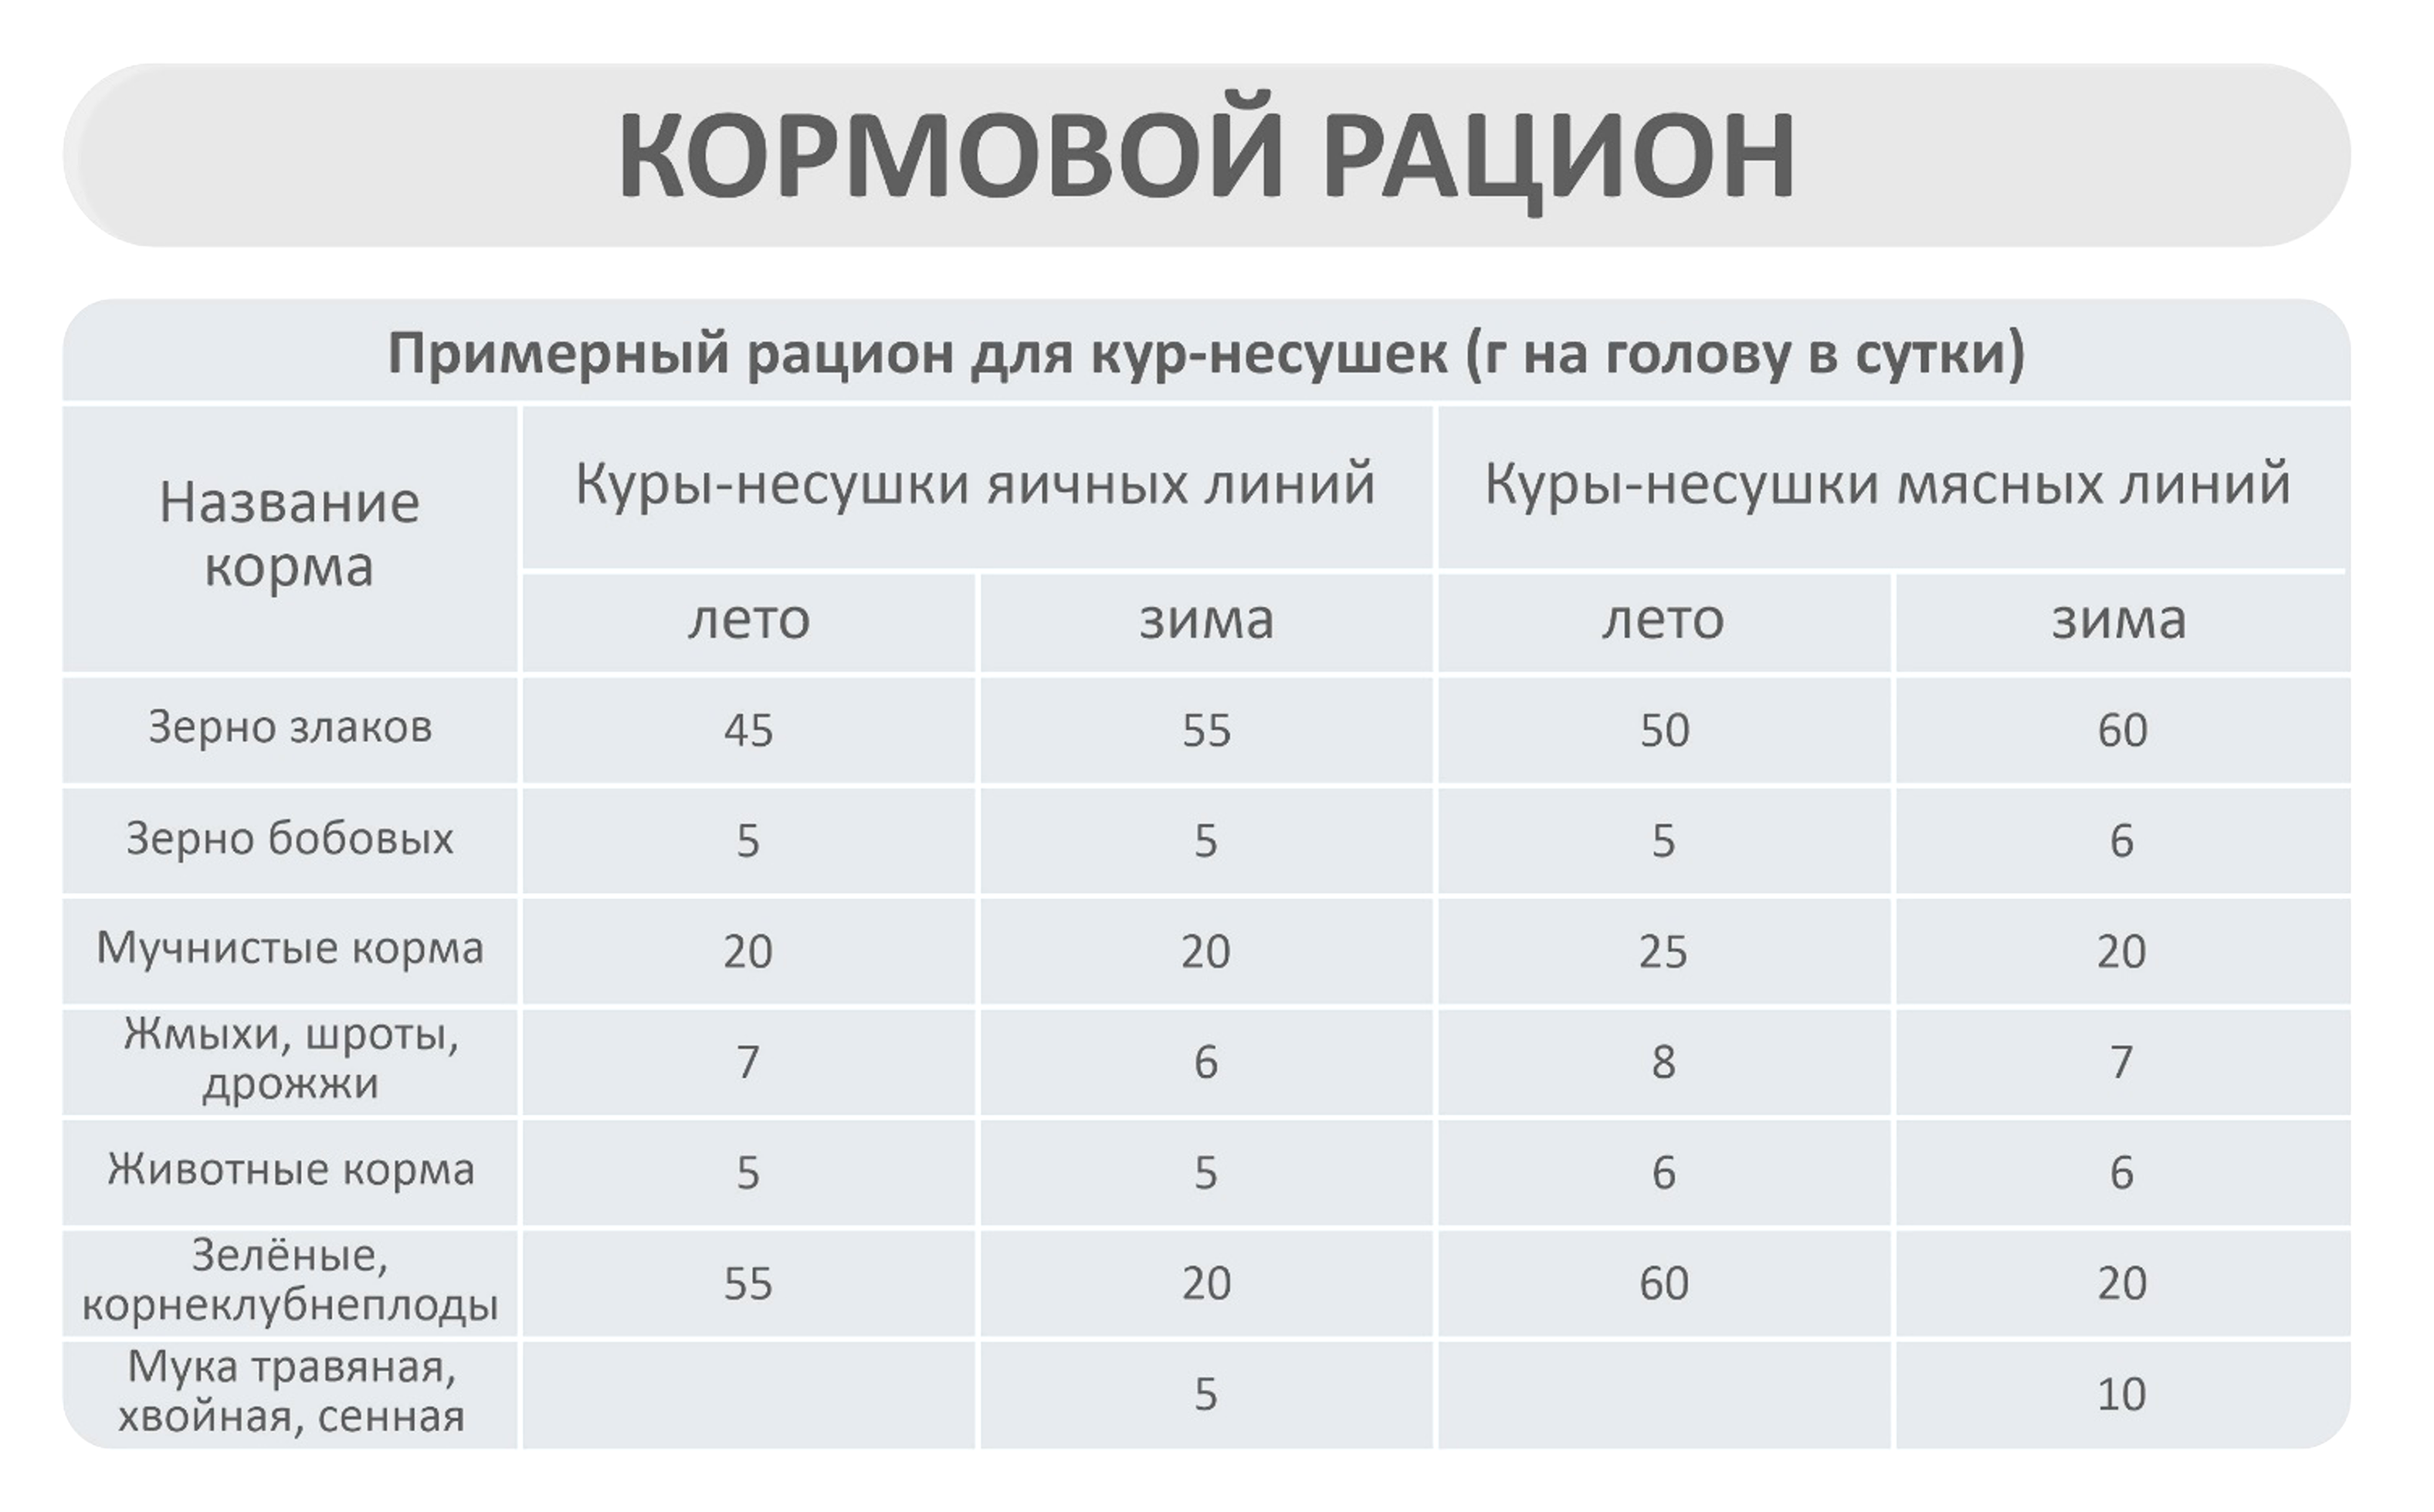 КОРМОВОЙ РАЦИОН
Примерный рацион для кур-несушек (г на голову в сутки)
Название
корма
Куры-несушки яичных линий
Куры-несушки мясных линий
лето
зима
лето
зима
Зерно злаков
45
55
50
60
Зерно бобовых
5
5
5
6
Мучнистые корма
20
20
25
20
Жмыхи, шроты,
дрожжи
7
6
8
7
Животные корма
5
5
6
6
Зелёные,
корнеклубнеплоды
55
20
60
20
Мука травяная,
хвойная, сенная
5
10